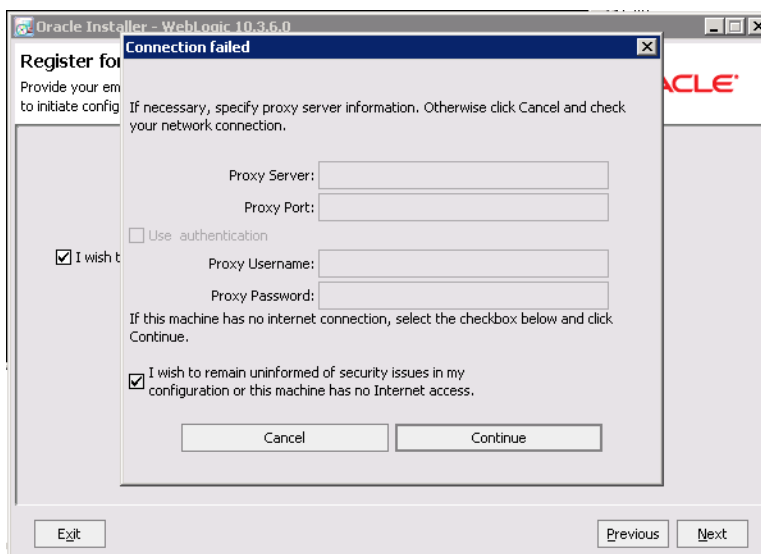 Oracle Installer - WebLogic 10.3.6.0
Connection failed
Register for
Provide your em
to initiate config
If necessary, specify proxy server information. Otherwise click Cancel and check
your network connection.
Proxy Server:
Proxy Port:
Use authentication
I wish t
Proxy Username:
Proxy Password:
If this machine has no internet connection, select the checkbox below and click
Continue.
I wish to remain uninformed of security issues in my
configuration or this machine has no Internet access.
Cancel
Continue
Exit
Previous
Next